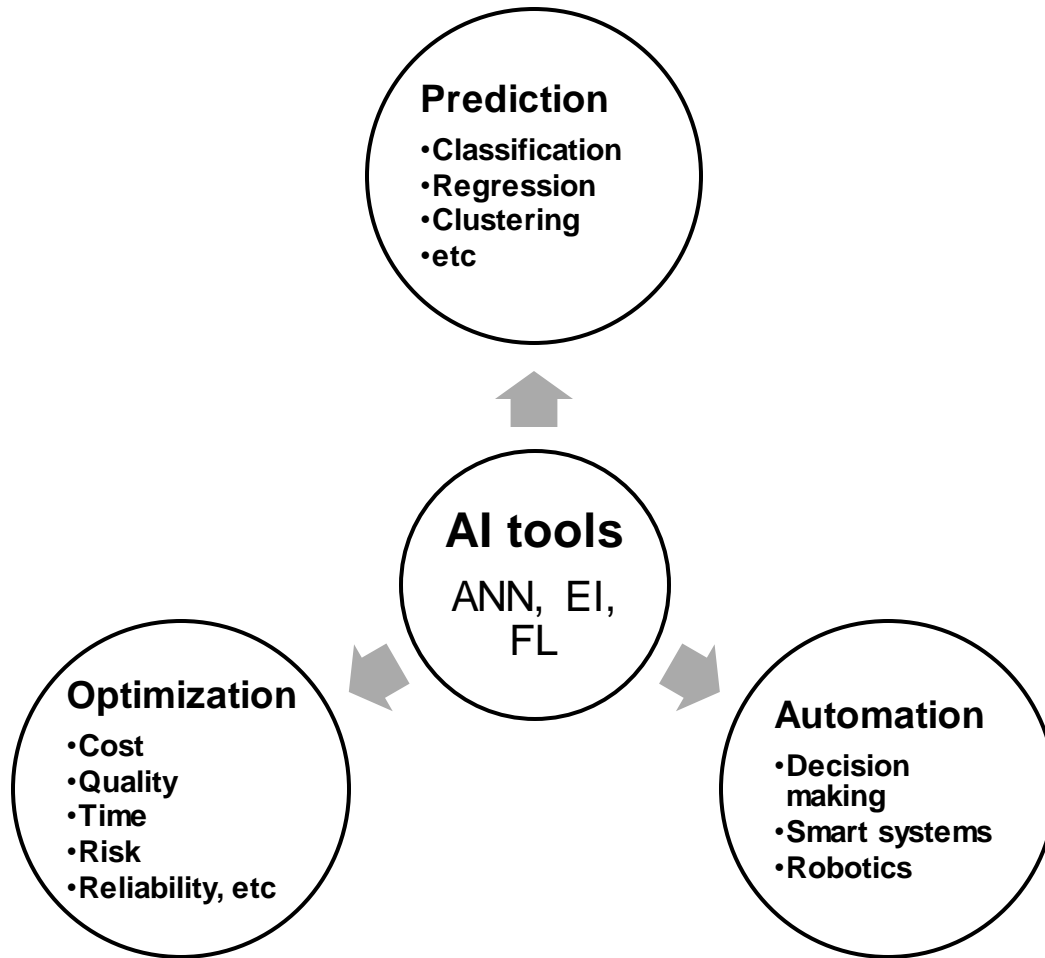 Prediction
•Classification
•Regression
•Clustering
•etc
AI tools
ANN, EI,
FL
Optimization
•Cost
•Quality
•Time
•Risk
•Reliability, etc
Automation
•Decision
making
•Smart systems
•Robotics